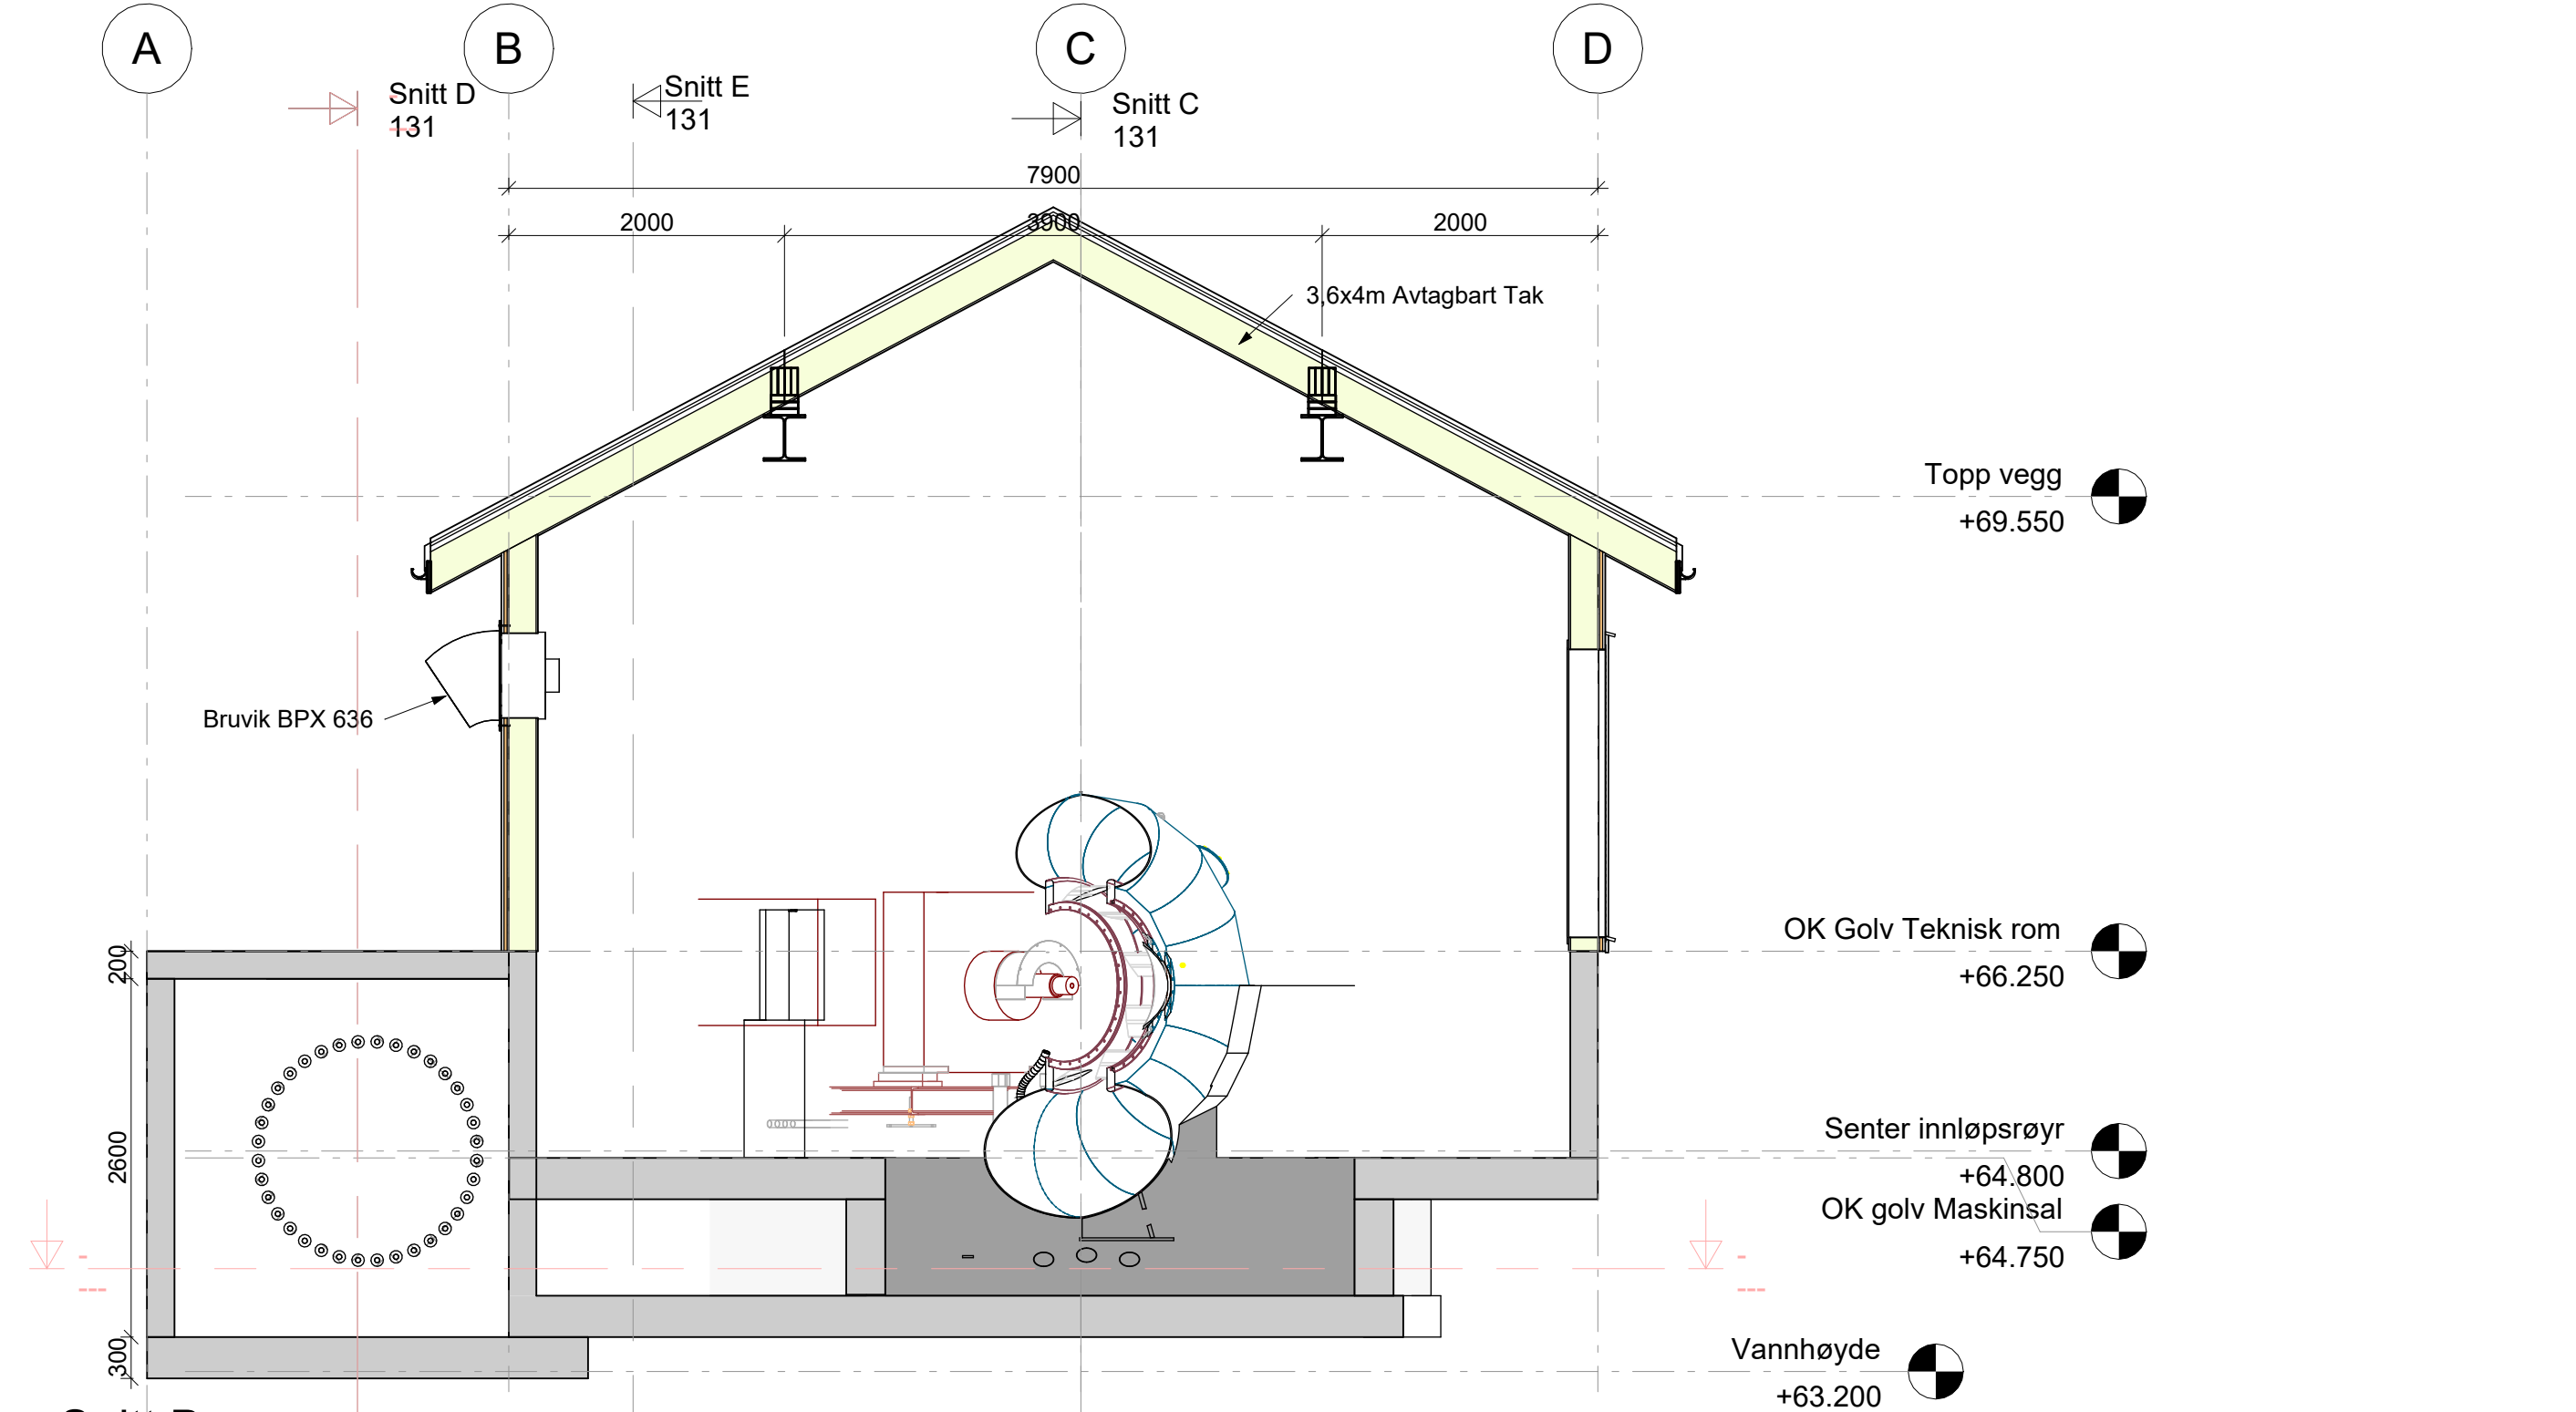 A
B
C
D
Snitt D
131
Snitt E
131
Snitt C
131
7900
2000
3900
2000
3,6x4m Avtagbart Tak
Topp vegg
+69.550
Bruvik BPX 636
OK Golv Teknisk rom
+66.250
200
2600
300
Senter innløpsrøyr
+64.800
OK golv Maskinsal
+64.750
-
---
-
---
Vannhøyde
+63.200